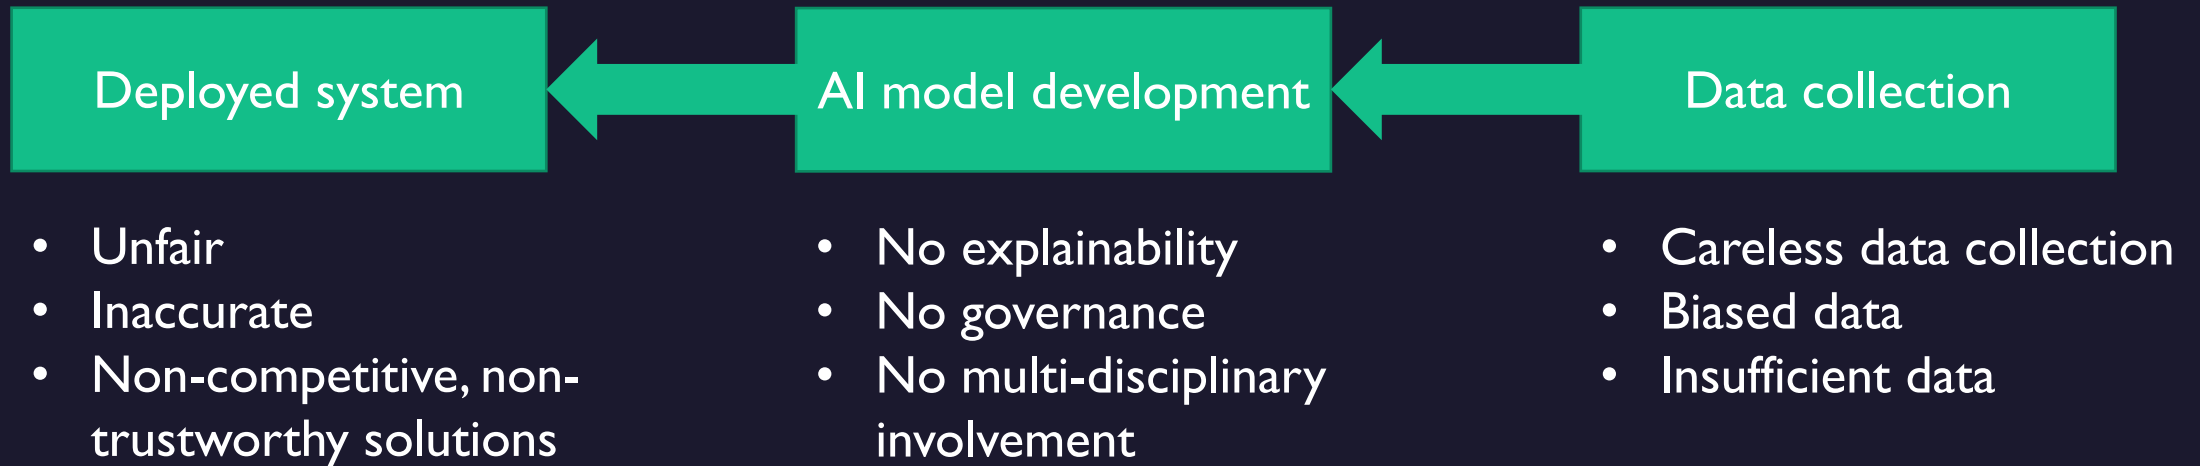 Deployed system
AI model development
Data collection
• Unfair
• Inaccurate
• Non-competitive, non-
trustworthy solutions
• No explainability
• No governance
• No multi-disciplinary
involvement
• Careless data collection
• Biased data
• Insufficient data